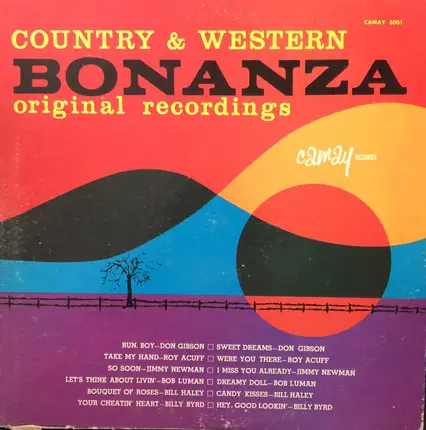 CAMAY 3001
COUNTRY & WESTERN
BONANZA
original recordings
camay RECORDS
RUN, BOY—DON GIBSON □ SWEET DREAMS—DON GIBSON
TAKE MY HAND—ROY ACUFF □ WERE YOU THERE—ROY ACUFF
SO SOON—JIMMY NEWMAN □ I MISS YOU ALREADY—JIMMY NEWMAN
LET'S THINK ABOUT LIVIN'—BOB LUMAN □ DREAMY DOLL—BOB LUMAN
BOUQUET OF ROSES—BILL HALEY □ CANDY KISSES—BILL HALEY
YOUR CHEATIN' HEART—BILLY BYRD □ HEY, GOOD LOOKIN'—BILLY BYRD